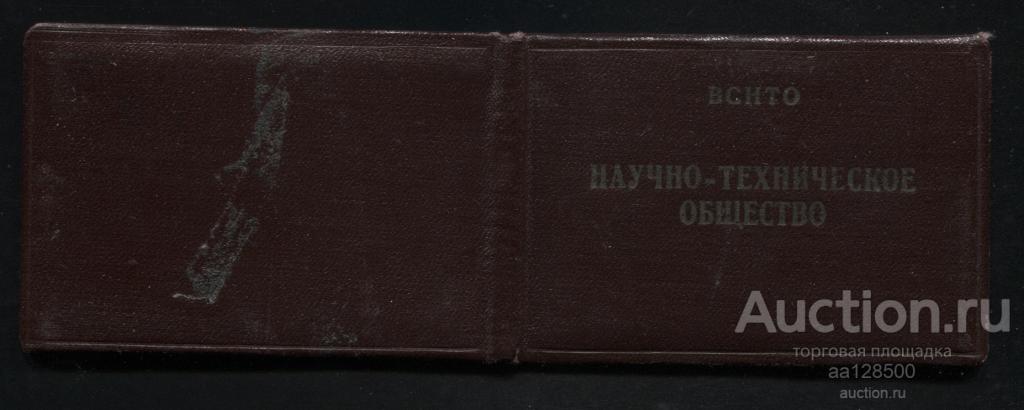 ВСНТО
НАУЧНО-ТЕХНИЧЕСКОЕ
ОБЩЕСТВО
Auction.ru
торговая площадка
aa128500
auction.ru